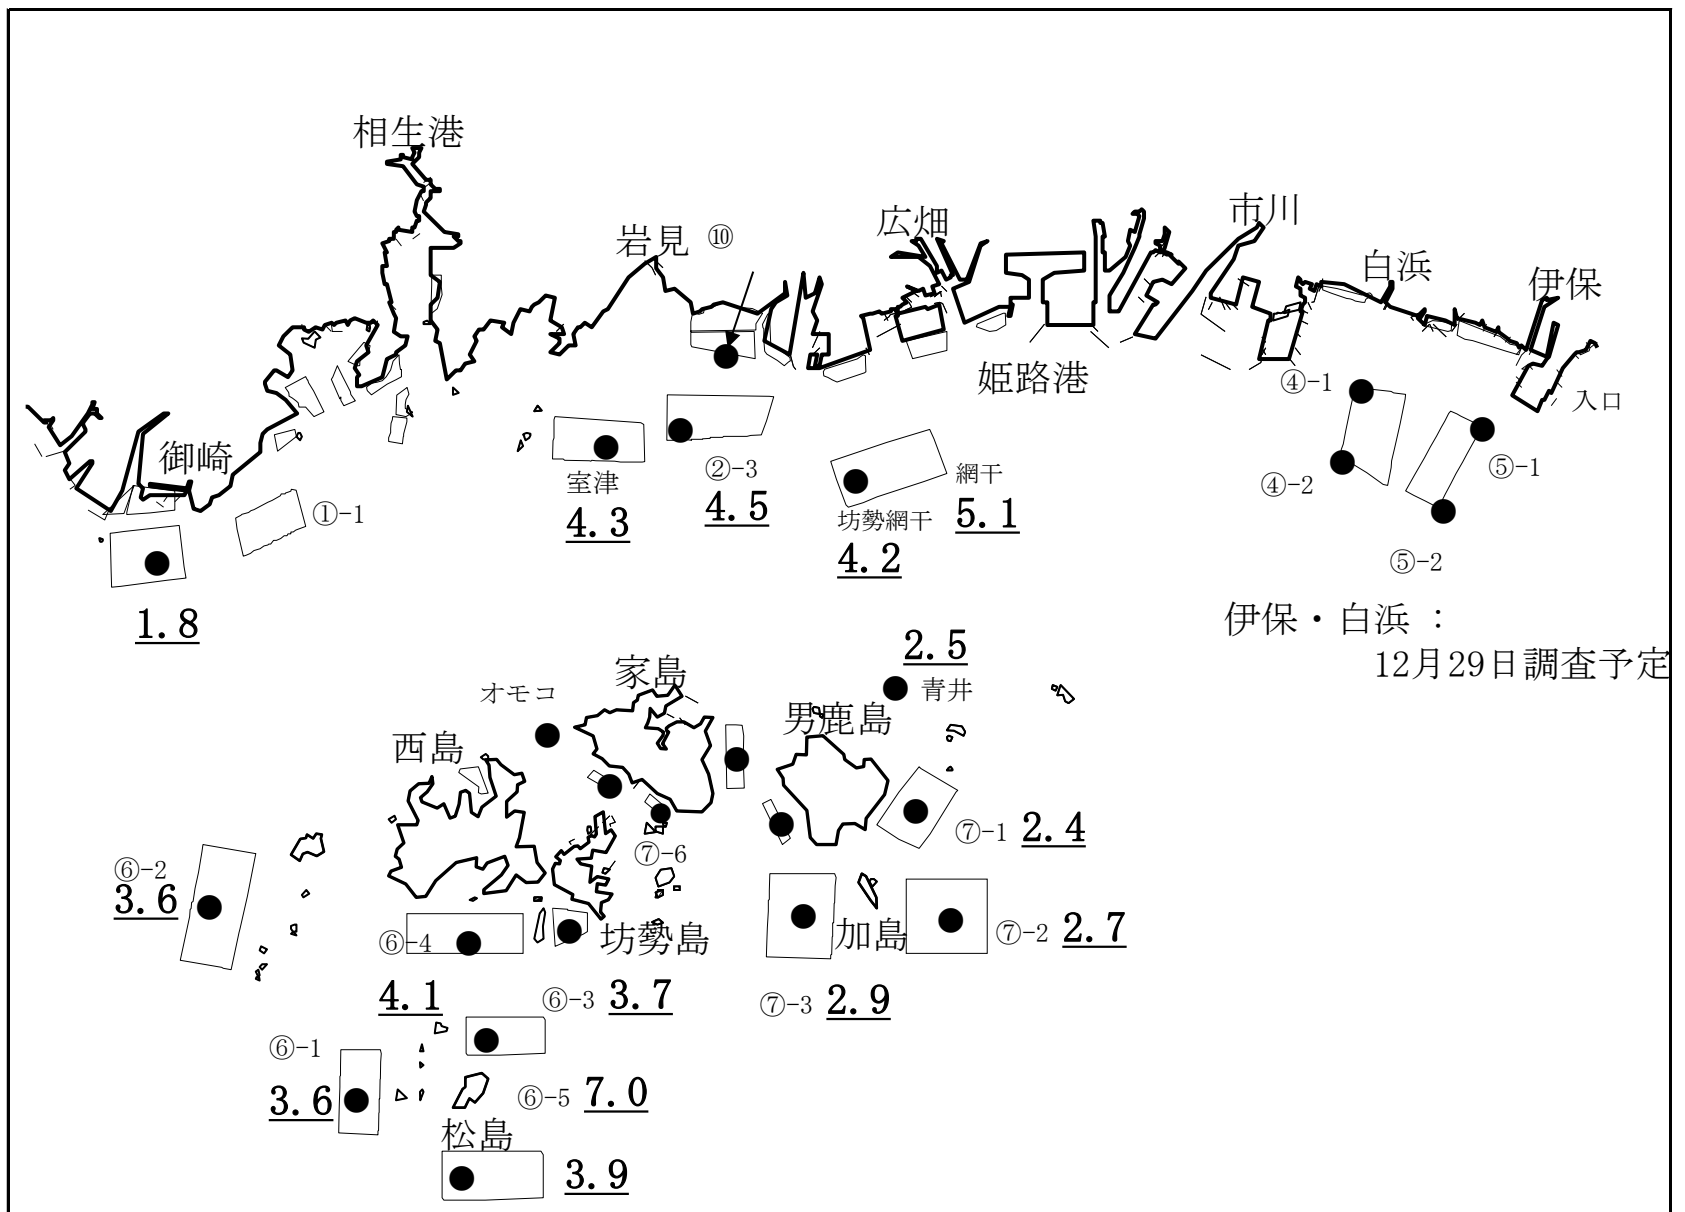 相生港
市川
広畑
岩見 ⑩
白浜
伊保
姫路港
④-1
入口
御崎
②-3
網干
⑤-1
室津
④-2
4.5
①-1
坊勢網干
5.1
4.3
4.2
⑤-2
1.8
伊保・白浜 ：
12月29日調査予定
2.5
家島
オモコ
青井
男鹿島
西島
⑦-1 2.4
⑦-6
⑥-2
3.6
加島
⑦-2 2.7
⑥-4
坊勢島
4.1
⑥-3 3.7
⑦-3 2.9
⑥-1
3.6
⑥-5 7.0
松島
3.9